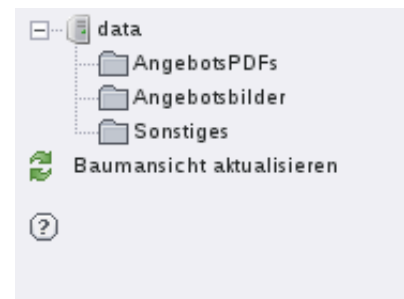 data
AngebotsPDFs
Angebotsbilder
Sonstiges
Baumansicht aktualisieren
?